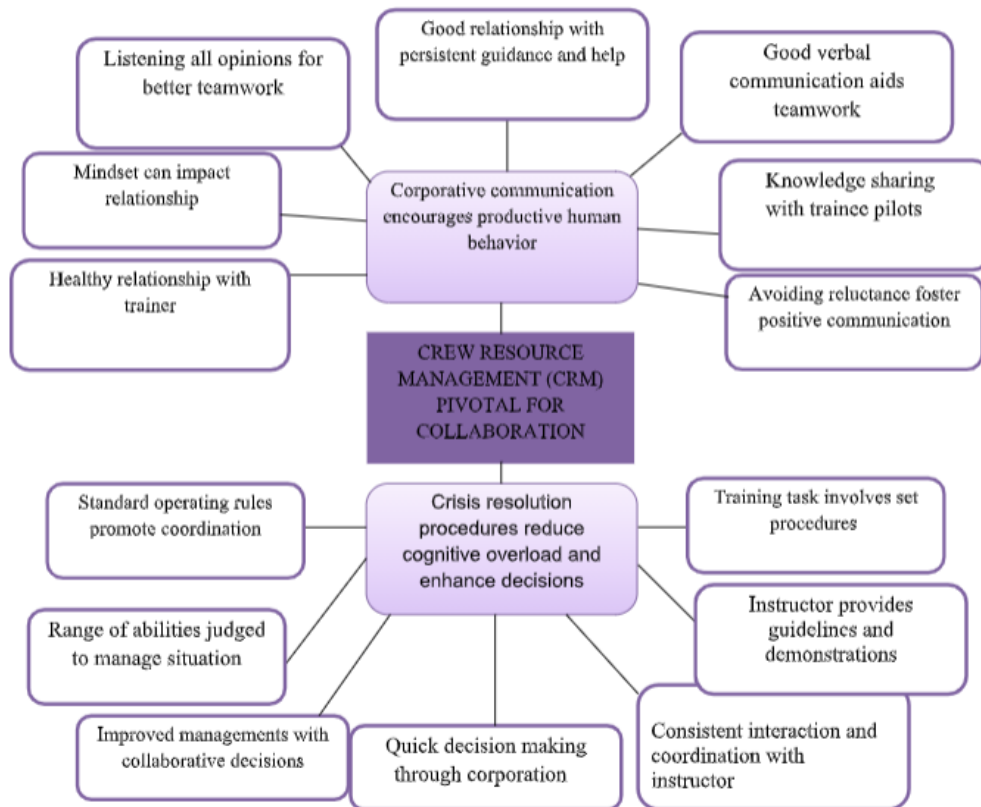 Good relationship with
persistent guidance and help
Listening all opinions for
better teamwork
Good verbal
communication aids
teamwork
Mindset can impact
relationship
Corporative communication
encourages productive human
behavior
Knowledge sharing
with trainee pilots
Healthy relationship with
trainer
Avoiding reluctance foster
positive communication
CREW RESOURCE
MANAGEMENT (CRM)
PIVOTAL FOR
COLLABORATION
Standard operating rules
promote coordination
Crisis resolution
procedures reduce
cognitive overload and
enhance decisions
Training task involves set
procedures
Range of abilities judged
to manage situation
Instructor provides
guidelines and
demonstrations
Improved managements with
collaborative decisions
Quick decision making
through corporation
Consistent interaction and
coordination with
instructor